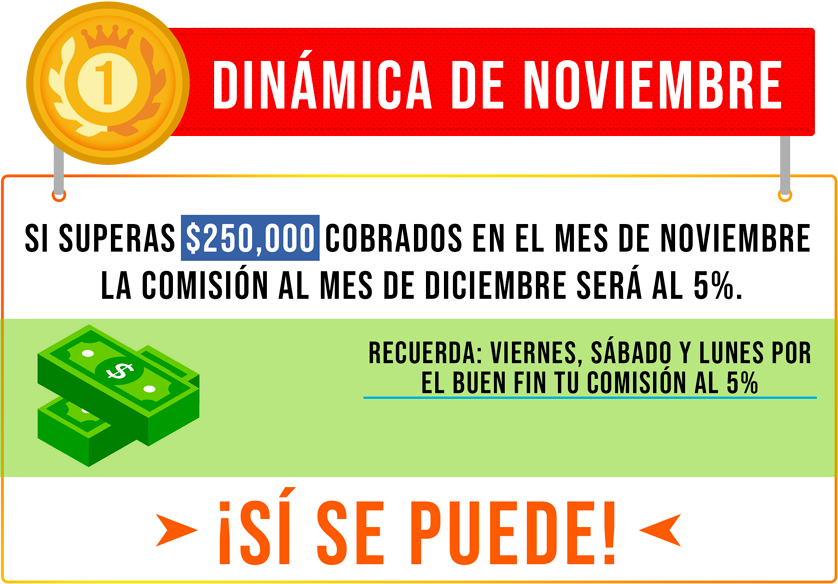 1
DINÁMICA DE NOVIEMBRE
SI SUPERAS $250,000 COBRADOS EN EL MES DE NOVIEMBRE
LA COMISIÓN AL MES DE DICIEMBRE SERÁ AL 5%.
$
RECUERDA: VIERNES, SÁBADO Y LUNES POR
EL BUEN FIN TU COMISIÓN AL 5%
¡SÍ SE PUEDE!